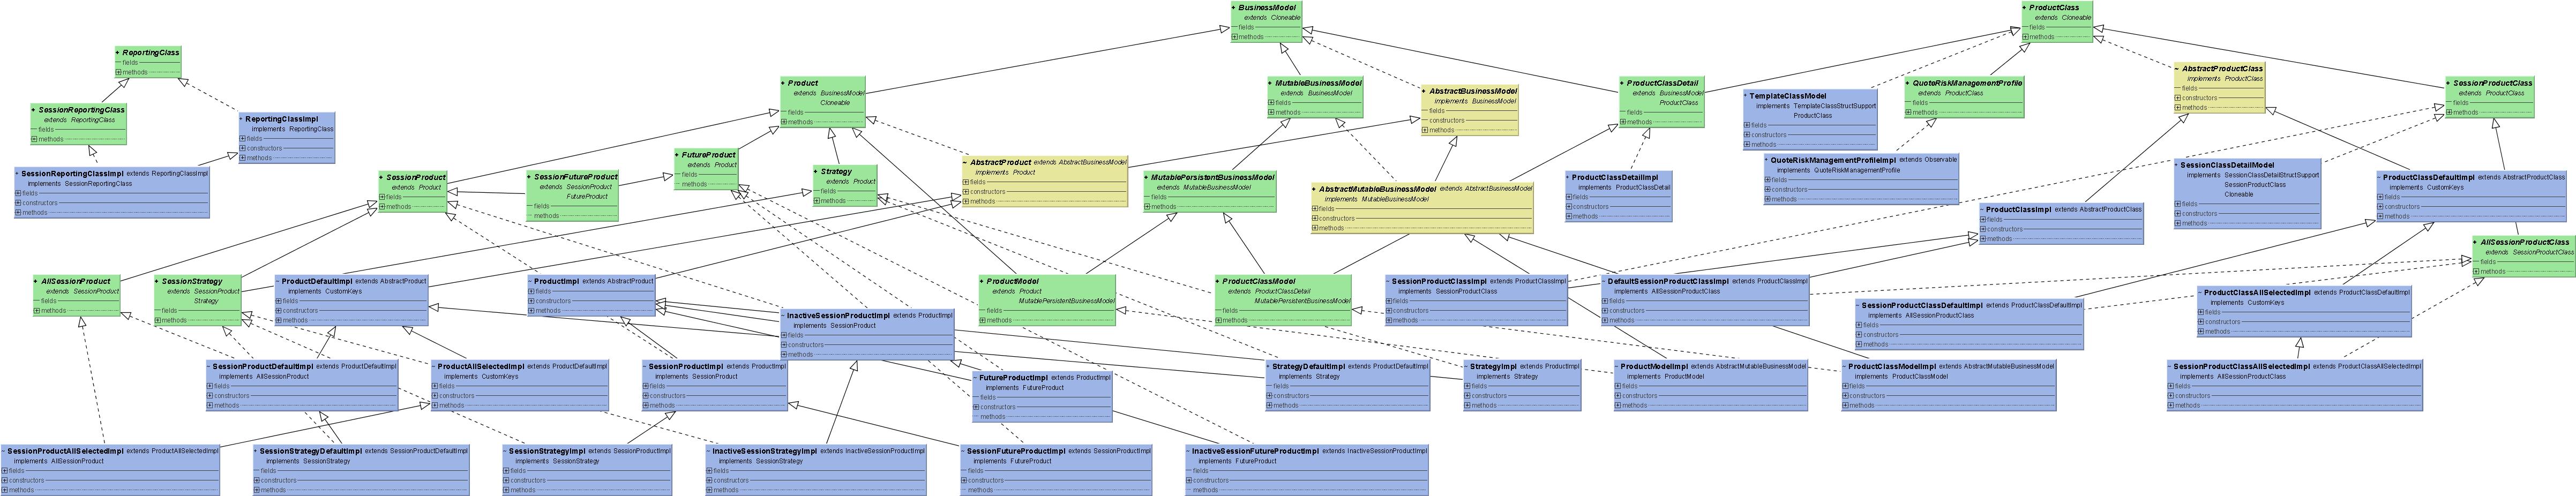 BusinessModel
extends Cloneable
fields
methods
ProductClass
extends Cloneable
fields
methods
ReportingClass
fields
methods
Product
extends BusinessModel
Cloneable
fields
methods
MutableBusinessModel
extends BusinessModel
fields
methods
AbstractBusinessModel
implements BusinessModel
fields
constructors
methods
ProductClassDetail
extends BusinessModel
ProductClass
fields
methods
TemplateClassModel
implements TemplateClassStructSupport
ProductClass
fields
constructors
methods
QuoteRiskManagementProfile
extends ProductClass
fields
methods
AbstractProductClass
implements ProductClass
fields
constructors
methods
SessionProductClass
extends ProductClass
fields
methods
SessionReportingClass
extends ReportingClass
fields
methods
ReportingClassImpl
implements ReportingClass
fields
constructors
methods
SessionReportingClassImpl extends ReportingClassImpl
implements SessionReportingClass
fields
constructors
methods
SessionProduct
extends Product
fields
methods
SessionFutureProduct
extends SessionProduct
FutureProduct
fields
methods
FutureProduct
extends Product
fields
methods
Strategy
extends Product
fields
methods
AbstractProduct extends AbstractBusinessModel
implements Product
fields
constructors
methods
MutablePersistentBusinessModel
extends MutableBusinessModel
fields
methods
AbstractMutableBusinessModel extends AbstractBusinessModel
implements MutableBusinessModel
fields
constructors
methods
ProductClassDetailImpl
implements ProductClassDetail
fields
constructors
methods
QuoteRiskManagementProfileImpl extends Observable
implements QuoteRiskManagementProfile
fields
constructors
methods
SessionClassDetailModel
implements SessionClassDetailStructSupport
SessionProductClass
Cloneable
fields
constructors
methods
ProductClassDefaultImpl extends AbstractProductClass
implements CustomKeys
fields
constructors
methods
ProductClassImpl extends AbstractProductClass
fields
constructors
methods
AllSessionProductClass
extends SessionProductClass
fields
methods
AllSessionProduct
extends SessionProduct
fields
methods
SessionStrategy
extends SessionProduct
Strategy
fields
methods
ProductDefaultImpl extends AbstractProduct
implements CustomKeys
fields
constructors
methods
ProductImpl extends AbstractProduct
fields
constructors
methods
InactiveSessionProductImpl extends ProductImpl
implements SessionProduct
fields
constructors
methods
ProductModel
extends Product
MutablePersistentBusinessModel
fields
methods
ProductClassModel
extends ProductClassDetail
MutablePersistentBusinessModel
fields
methods
SessionProductClassImpl extends ProductClassImpl
implements SessionProductClass
fields
constructors
methods
DefaultSessionProductClassImpl extends ProductClassImpl
implements AllSessionProductClass
fields
constructors
methods
SessionProductClassDefaultImpl extends ProductClassDefaultImpl
implements AllSessionProductClass
fields
constructors
methods
ProductClassAllSelectedImpl extends ProductClassDefaultImpl
implements CustomKeys
fields
constructors
methods
SessionProductDefaultImpl extends ProductDefaultImpl
implements AllSessionProduct
fields
constructors
methods
ProductAllSelectedImpl extends ProductDefaultImpl
implements CustomKeys
fields
constructors
methods
SessionProductImpl extends ProductImpl
implements SessionProduct
fields
constructors
methods
FutureProductImpl extends ProductImpl
implements FutureProduct
fields
constructors
methods
StrategyDefaultImpl extends ProductDefaultImpl
implements Strategy
fields
constructors
methods
StrategyImpl extends ProductImpl
implements Strategy
fields
constructors
methods
ProductModelImpl extends AbstractMutableBusinessModel
implements ProductModel
fields
constructors
methods
ProductClassModelImpl extends AbstractMutableBusinessModel
implements ProductClassModel
fields
constructors
methods
SessionProductClassAllSelectedImpl extends ProductClassAllSelectedImpl
implements AllSessionProductClass
fields
constructors
methods
SessionProductAllSelectedImpl extends ProductAllSelectedImpl
implements AllSessionProduct
fields
constructors
methods
SessionStrategyDefaultImpl extends SessionProductDefaultImpl
implements SessionStrategy
fields
constructors
methods
SessionStrategyImpl extends SessionProductImpl
implements SessionStrategy
fields
constructors
methods
InactiveSessionStrategyImpl extends InactiveSessionProductImpl
implements SessionStrategy
fields
constructors
methods
SessionFutureProductImpl extends SessionProductImpl
implements FutureProduct
fields
constructors
methods
InactiveSessionFutureProductImpl extends InactiveSessionProductImpl
implements FutureProduct
fields
constructors
methods